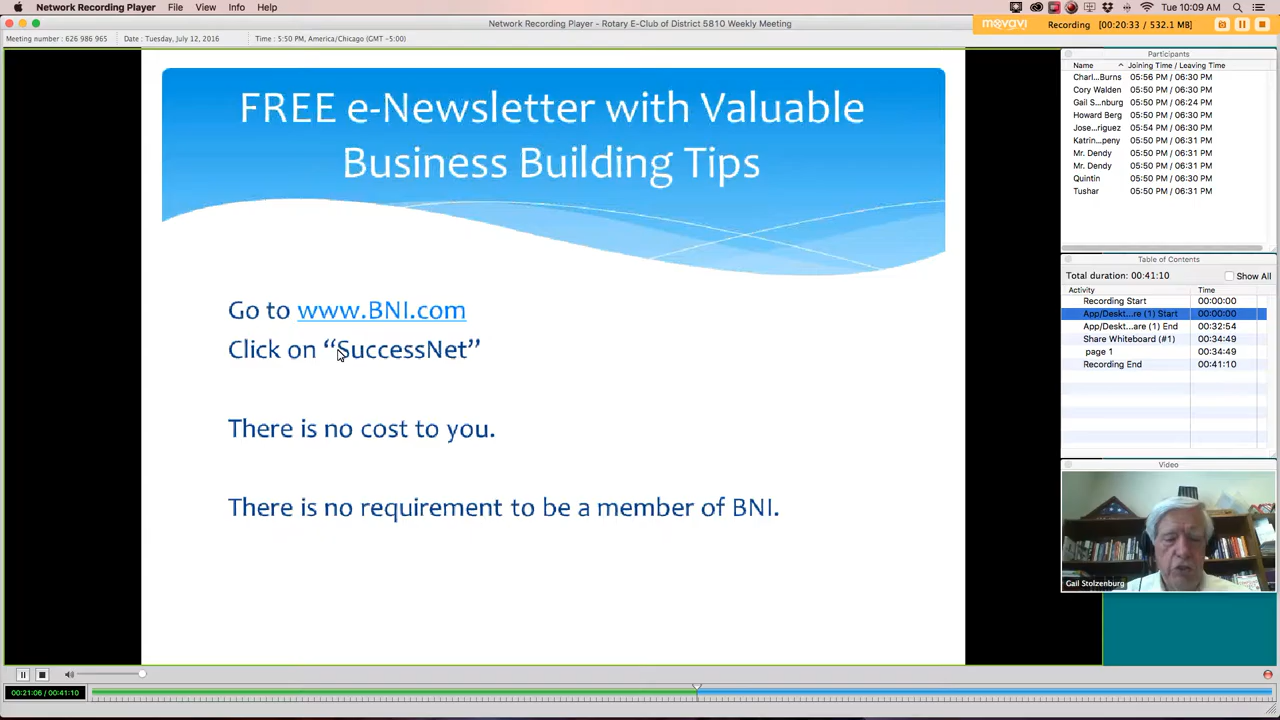 Network Recording Player File View Info Help Tue 10:09 AM
Network Recording Player - Rotary E-Club of District 5810 Weekly Meeting
movavi Recording [00:20:33 / 532.1 MB]
Meeting number : 626 986 965 Date : Tuesday, July 12, 2016 Time : 5:50 PM, America/Chicago (GMT -5:00)
FREE e-Newsletter with Valuable
Business Building Tips
Go to www.BNI.com
Click on “SuccessNet”
There is no cost to you.
There is no requirement to be a member of BNI.
Participants
Name Joining Time / Leaving Time
Charl...Burns 05:56 PM / 06:30 PM
Cory Walden 05:50 PM / 06:30 PM
Gail S...nburg 05:50 PM / 06:24 PM
Howard Berg 05:50 PM / 06:30 PM
Jose...riguez 05:54 PM / 06:30 PM
Katrin...peny 05:50 PM / 06:31 PM
Mr. Dendy 05:50 PM / 06:31 PM
Mr. Dendy 05:50 PM / 06:31 PM
Quintin 05:50 PM / 06:31 PM
Tushar 05:50 PM / 06:31 PM
Table of Contents
Total duration: 00:41:10 Show All
Activity Time
Recording Start 00:00:00
App/Deskt...re (1) Start 00:00:00
App/Deskt...are (1) End 00:32:54
Share Whiteboard (#1) 00:34:49
page 1 00:34:49
Recording End 00:41:10
Video
Gail Stolzenburg
00:21:06 / 00:41:10